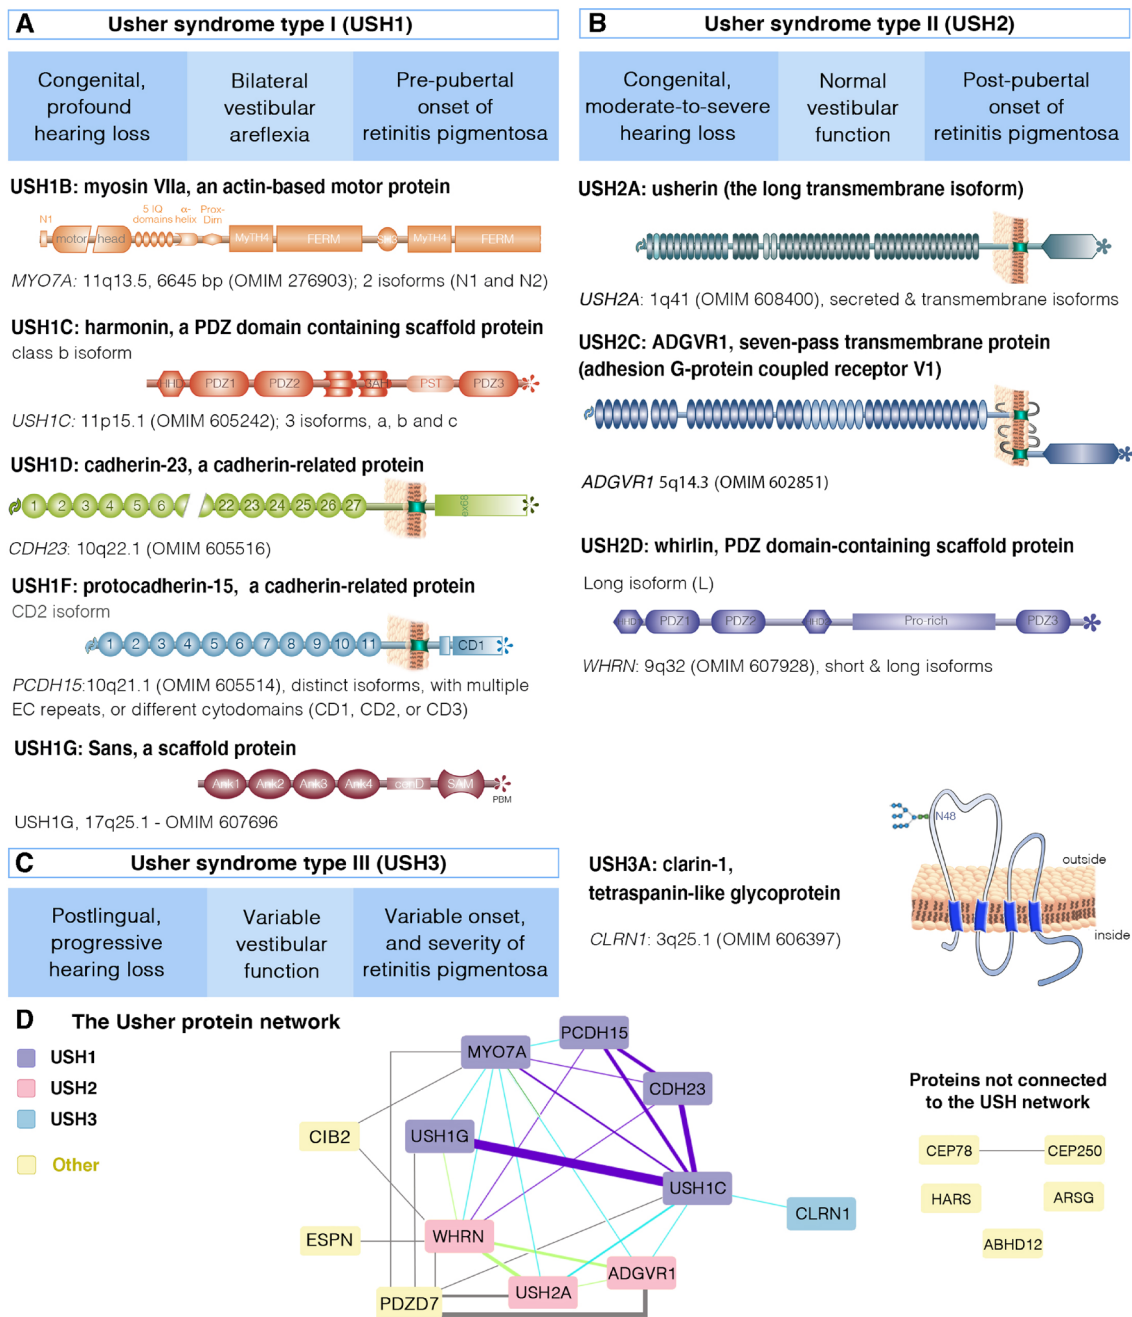 A Usher syndrome type I (USH1)
Congenital,
profound
hearing loss
Bilateral
vestibular
areflexia
Pre-pubertal
onset of
retinitis pigmentosa
USH1B: myosin VIIa, an actin-based motor protein
N1
5 IQ
domains
α-
helix
Prox-
Dim
motor
head
MyTH4
FERM
SH3
MyTH4
FERM
MYO7A: 11q13.5, 6645 bp (OMIM 276903); 2 isoforms (N1 and N2)
USH1C: harmonin, a PDZ domain containing scaffold protein
class b isoform
HHD
PDZ1
PDZ2
PST
PDZ3
USH1C: 11p15.1 (OMIM 605242); 3 isoforms, a, b and c
USH1D: cadherin-23, a cadherin-related protein
1 2 3 4 5 6 22 23 24 25 26 27
ex68
CDH23: 10q22.1 (OMIM 605516)
USH1F: protocadherin-15, a cadherin-related protein
CD2 isoform
1 2 3 4 5 6 7 8 9 10 11
CD1
PCDH15:10q21.1 (OMIM 605514), distinct isoforms, with multiple
EC repeats, or different cytodomains (CD1, CD2, or CD3)
USH1G: Sans, a scaffold protein
Ank1
Ank2
Ank3
Ank4
cenD
SAM
PBM
USH1G, 17q25.1 - OMIM 607696
B Usher syndrome type II (USH2)
Congenital,
moderate-to-severe
hearing loss
Normal
vestibular
function
Post-pubertal
onset of
retinitis pigmentosa
USH2A: usherin (the long transmembrane isoform)
USH2A: 1q41 (OMIM 608400), secreted & transmembrane isoforms
USH2C: ADGVR1, seven-pass transmembrane protein
(adhesion G-protein coupled receptor V1)
ADGVR1 5q14.3 (OMIM 602851)
USH2D: whirlin, PDZ domain-containing scaffold protein
Long isoform (L)
HHD
PDZ1
PDZ2
HHD2
Pro-rich
PDZ3
WHRN: 9q32 (OMIM 607928), short & long isoforms
C Usher syndrome type III (USH3)
Postlingual,
progressive
hearing loss
Variable
vestibular
function
Variable onset,
and severity of
retinitis pigmentosa
USH3A: clarin-1,
tetraspanin-like glycoprotein
CLRN1: 3q25.1 (OMIM 606397)
N48
outside
inside
D The Usher protein network
USH1
USH2
USH3
Other
PCDH15
MYO7A
CDH23
CIB2
USH1G
USH1C
CLRN1
ESPN
WHRN
ADGVR1
USH2A
PDZD7
Proteins not connected
to the USH network
CEP78
CEP250
HARS
ARSG
ABHD12